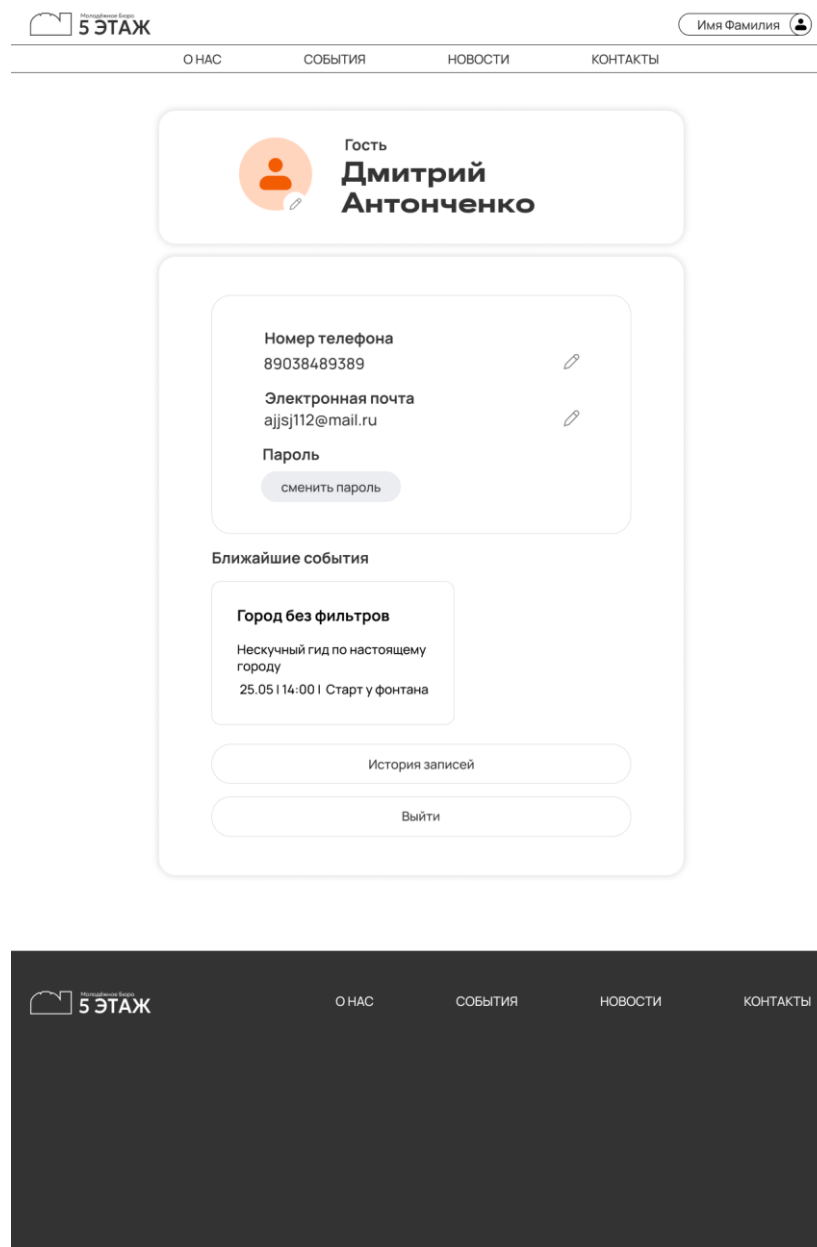 Молодёжное Бюро
5 ЭТАЖ
Имя Фамилия
О НАС СОБЫТИЯ НОВОСТИ КОНТАКТЫ
Гость
Дмитрий
Антонченко
Номер телефона
89038489389
Электронная почта
ajjsj112@mail.ru
Пароль
сменить пароль
Ближайшие события
Город без фильтров
Нескучный гид по настоящему
городу
25.05 | 14:00 | Старт у фонтана
История записей
Выйти
Молодёжное Бюро
5 ЭТАЖ
О НАС СОБЫТИЯ НОВОСТИ КОНТАКТЫ